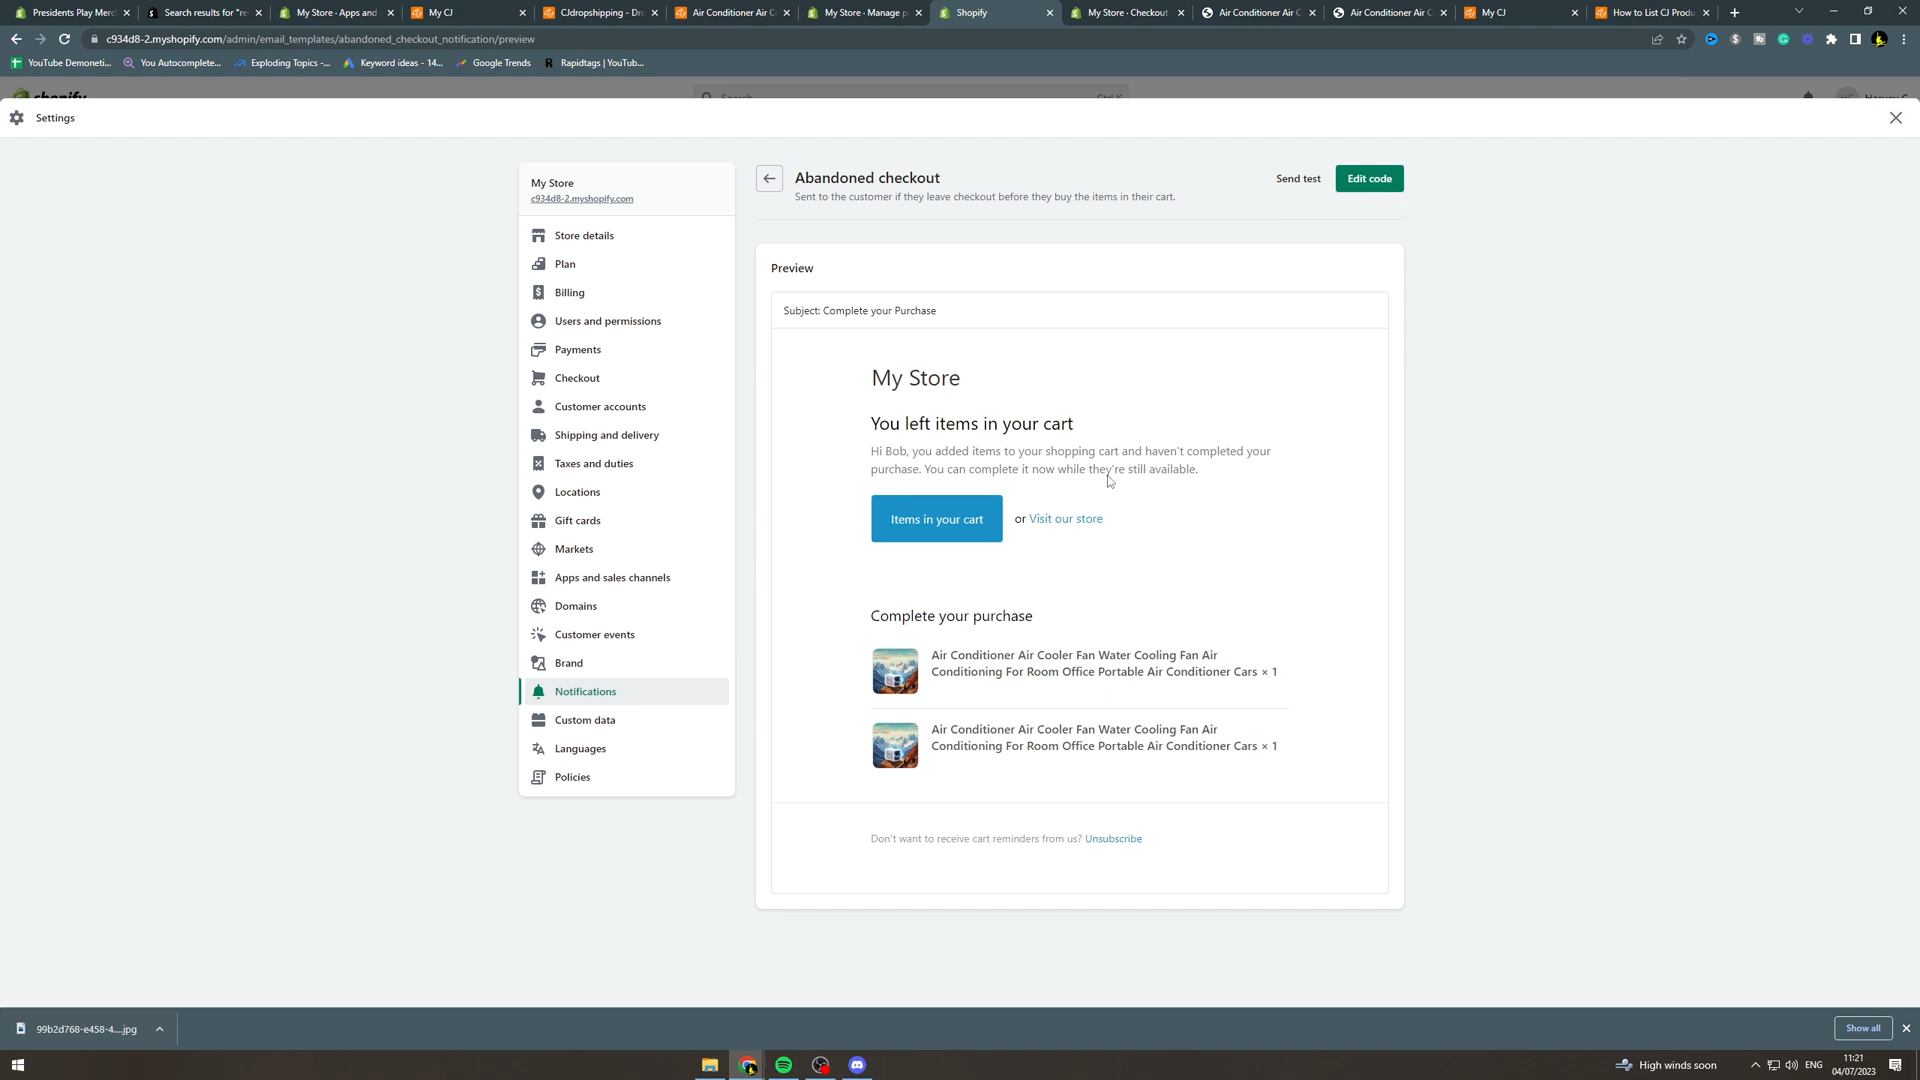 Presidents Play Merc
Search results for "re
My Store · Apps and
My CJ
CJdropshipping - Dro
Air Conditioner Air C
My Store · Manage p
Shopify
My Store · Checkout
Air Conditioner Air C
Air Conditioner Air C
My CJ
How to List CJ Produ
c934d8-2.myshopify.com/admin/email_templates/abandoned_checkout_notification/preview
YouTube Demoneti...
You Autocomplete...
Exploding Topics -...
Keyword ideas - 14...
Google Trends
Rapidtags | YouTub...
shopify
Search
Ctrl K
Settings
My Store
c934d8-2.myshopify.com
Store details
Plan
Billing
Users and permissions
Payments
Checkout
Customer accounts
Shipping and delivery
Taxes and duties
Locations
Gift cards
Markets
Apps and sales channels
Domains
Customer events
Brand
Notifications
Custom data
Languages
Policies
Abandoned checkout
Sent to the customer if they leave checkout before they buy the items in their cart.
Send test
Edit code
Preview
Subject: Complete your Purchase
My Store
You left items in your cart
Hi Bob, you added items to your shopping cart and haven't completed your
purchase. You can complete it now while they're still available.
Items in your cart
or Visit our store
Complete your purchase
Air Conditioner Air Cooler Fan Water Cooling Fan Air
Conditioning For Room Office Portable Air Conditioner Cars × 1
Air Conditioner Air Cooler Fan Water Cooling Fan Air
Conditioning For Room Office Portable Air Conditioner Cars × 1
Don't want to receive cart reminders from us? Unsubscribe
99b2d768-e458-4....jpg
Show all
High winds soon
ENG
11:21
04/07/2023